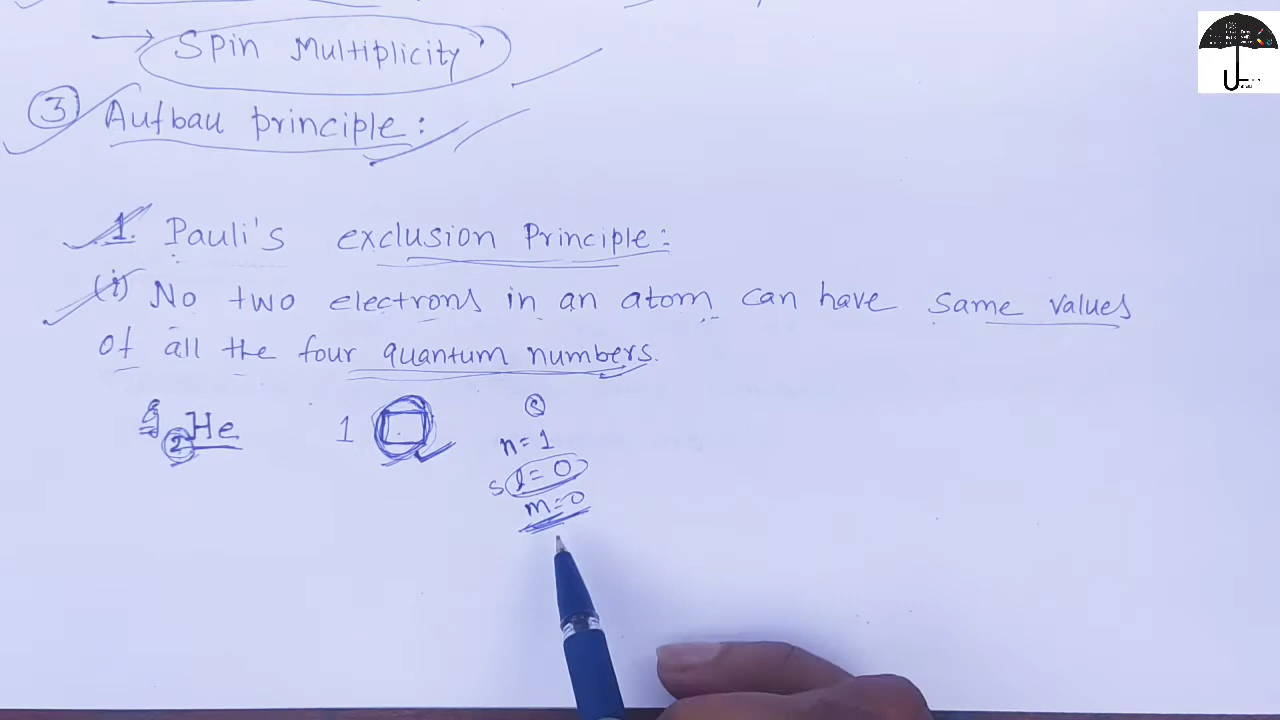 → Spin Multiplicity
③ Aufbau principle:
1. Pauli's exclusion Principle:
(i) No two electrons in an atom can have same values
of all the four quantum numbers.
₂He 1
n=1
s l=0
m=0